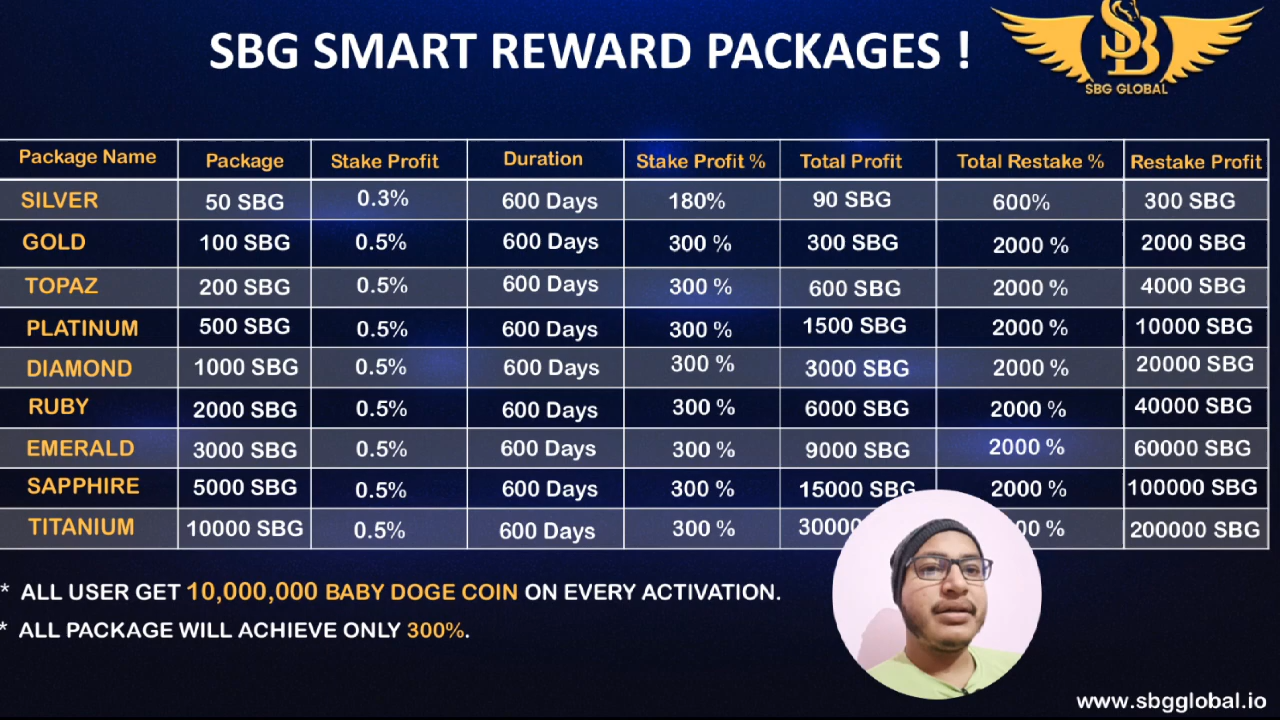 SBG SMART REWARD PACKAGES !
SBG GLOBAL
Package Name Package Stake Profit Duration Stake Profit % Total Profit Total Restake % Restake Profit
SILVER 50 SBG 0.3% 600 Days 180% 90 SBG 600% 300 SBG
GOLD 100 SBG 0.5% 600 Days 300 % 300 SBG 2000 % 2000 SBG
TOPAZ 200 SBG 0.5% 600 Days 300 % 600 SBG 2000 % 4000 SBG
PLATINUM 500 SBG 0.5% 600 Days 300 % 1500 SBG 2000 % 10000 SBG
DIAMOND 1000 SBG 0.5% 600 Days 300 % 3000 SBG 2000 % 20000 SBG
RUBY 2000 SBG 0.5% 600 Days 300 % 6000 SBG 2000 % 40000 SBG
EMERALD 3000 SBG 0.5% 600 Days 300 % 9000 SBG 2000 % 60000 SBG
SAPPHIRE 5000 SBG 0.5% 600 Days 300 % 15000 SBG 2000 % 100000 SBG
TITANIUM 10000 SBG 0.5% 600 Days 300 % 30000 % 200000 SBG
* ALL USER GET 10,000,000 BABY DOGE COIN ON EVERY ACTIVATION.
* ALL PACKAGE WILL ACHIEVE ONLY 300%.
www.sbgglobal.io